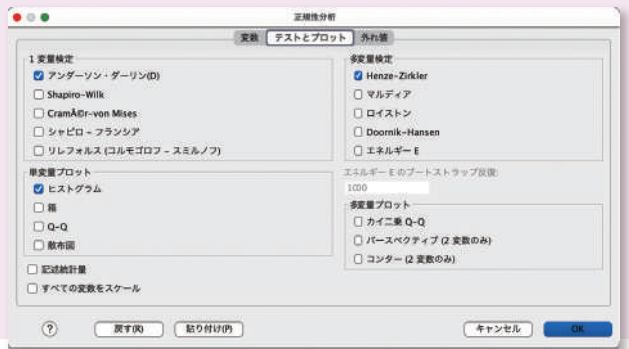 正規性分析
変数 テストとプロット 外れ値
1 変量検定
アンダーソン・ダーリン(D)
Shapiro-Wilk
CramÃ©r-von Mises
シャピロ - フランシア
リレフォルス (コルモゴロフ - スミルノフ)
単変量プロット
ヒストグラム
箱
Q-Q
散布図
記述統計量
すべての変数をスケール
多変量検定
Henze-Zirkler
マルディア
ロイストン
Doornik-Hansen
エネルギー E
エネルギー E のブートストラップ反復:
1000
多変量プロット
カイ二乗 Q-Q
パースペクティブ (2 変数のみ)
コンター (2 変数のみ)
? 戻す(R) 貼り付け(P) キャンセル OK